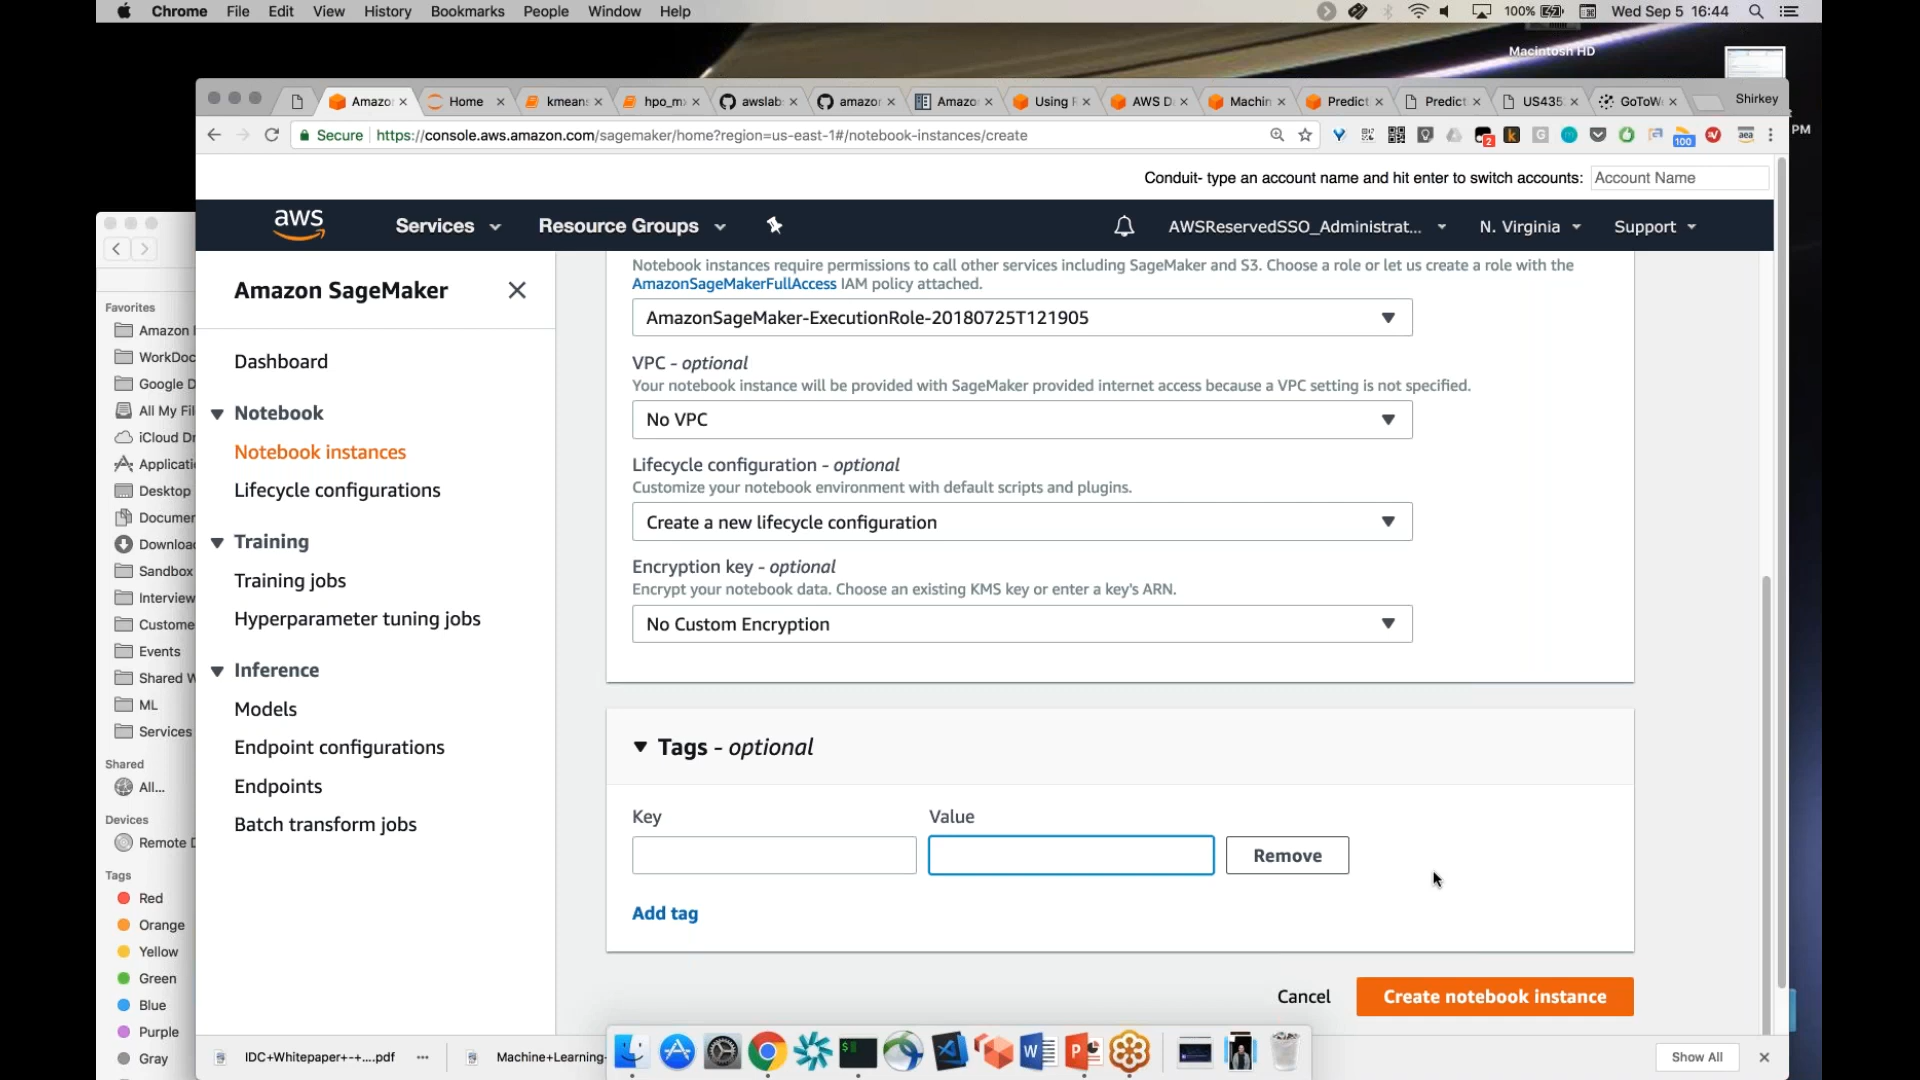 Chrome File Edit View History Bookmarks People Window Help
100% Wed Sep 5 16:44
Macintosh HD
Amazon Home kmeans hpo_m awslab amazon Amazo Using AWS D Machin Predict Predict US435 GoToW Shirkey
Secure https://console.aws.amazon.com/sagemaker/home?region=us-east-1#/notebook-instances/create
2 100 aea
PM
Conduit- type an account name and hit enter to switch accounts: Account Name
aws Services Resource Groups AWSReservedSSO_Administrat... N. Virginia Support
Favorites
Amazon
WorkDoc
Google D
All My Fil
iCloud Dr
Applicati
Desktop
Documen
Downloa
Sandbox
Interview
Custome
Events
Shared W
ML
Services
Shared
All...
Devices
Remote D
Tags
Red
Orange
Yellow
Green
Blue
Purple
Gray
Amazon SageMaker
Dashboard
Notebook
Notebook instances
Lifecycle configurations
Training
Training jobs
Hyperparameter tuning jobs
Inference
Models
Endpoint configurations
Endpoints
Batch transform jobs
Notebook instances require permissions to call other services including SageMaker and S3. Choose a role or let us create a role with the
AmazonSageMakerFullAccess IAM policy attached.
AmazonSageMaker-ExecutionRole-20180725T121905
VPC - optional
Your notebook instance will be provided with SageMaker provided internet access because a VPC setting is not specified.
No VPC
Lifecycle configuration - optional
Customize your notebook environment with default scripts and plugins.
Create a new lifecycle configuration
Encryption key - optional
Encrypt your notebook data. Choose an existing KMS key or enter a key's ARN.
No Custom Encryption
Tags - optional
Key Value
Remove
Add tag
Cancel Create notebook instance
IDC+Whitepaper+-+....pdf Machine+Learning- Show All